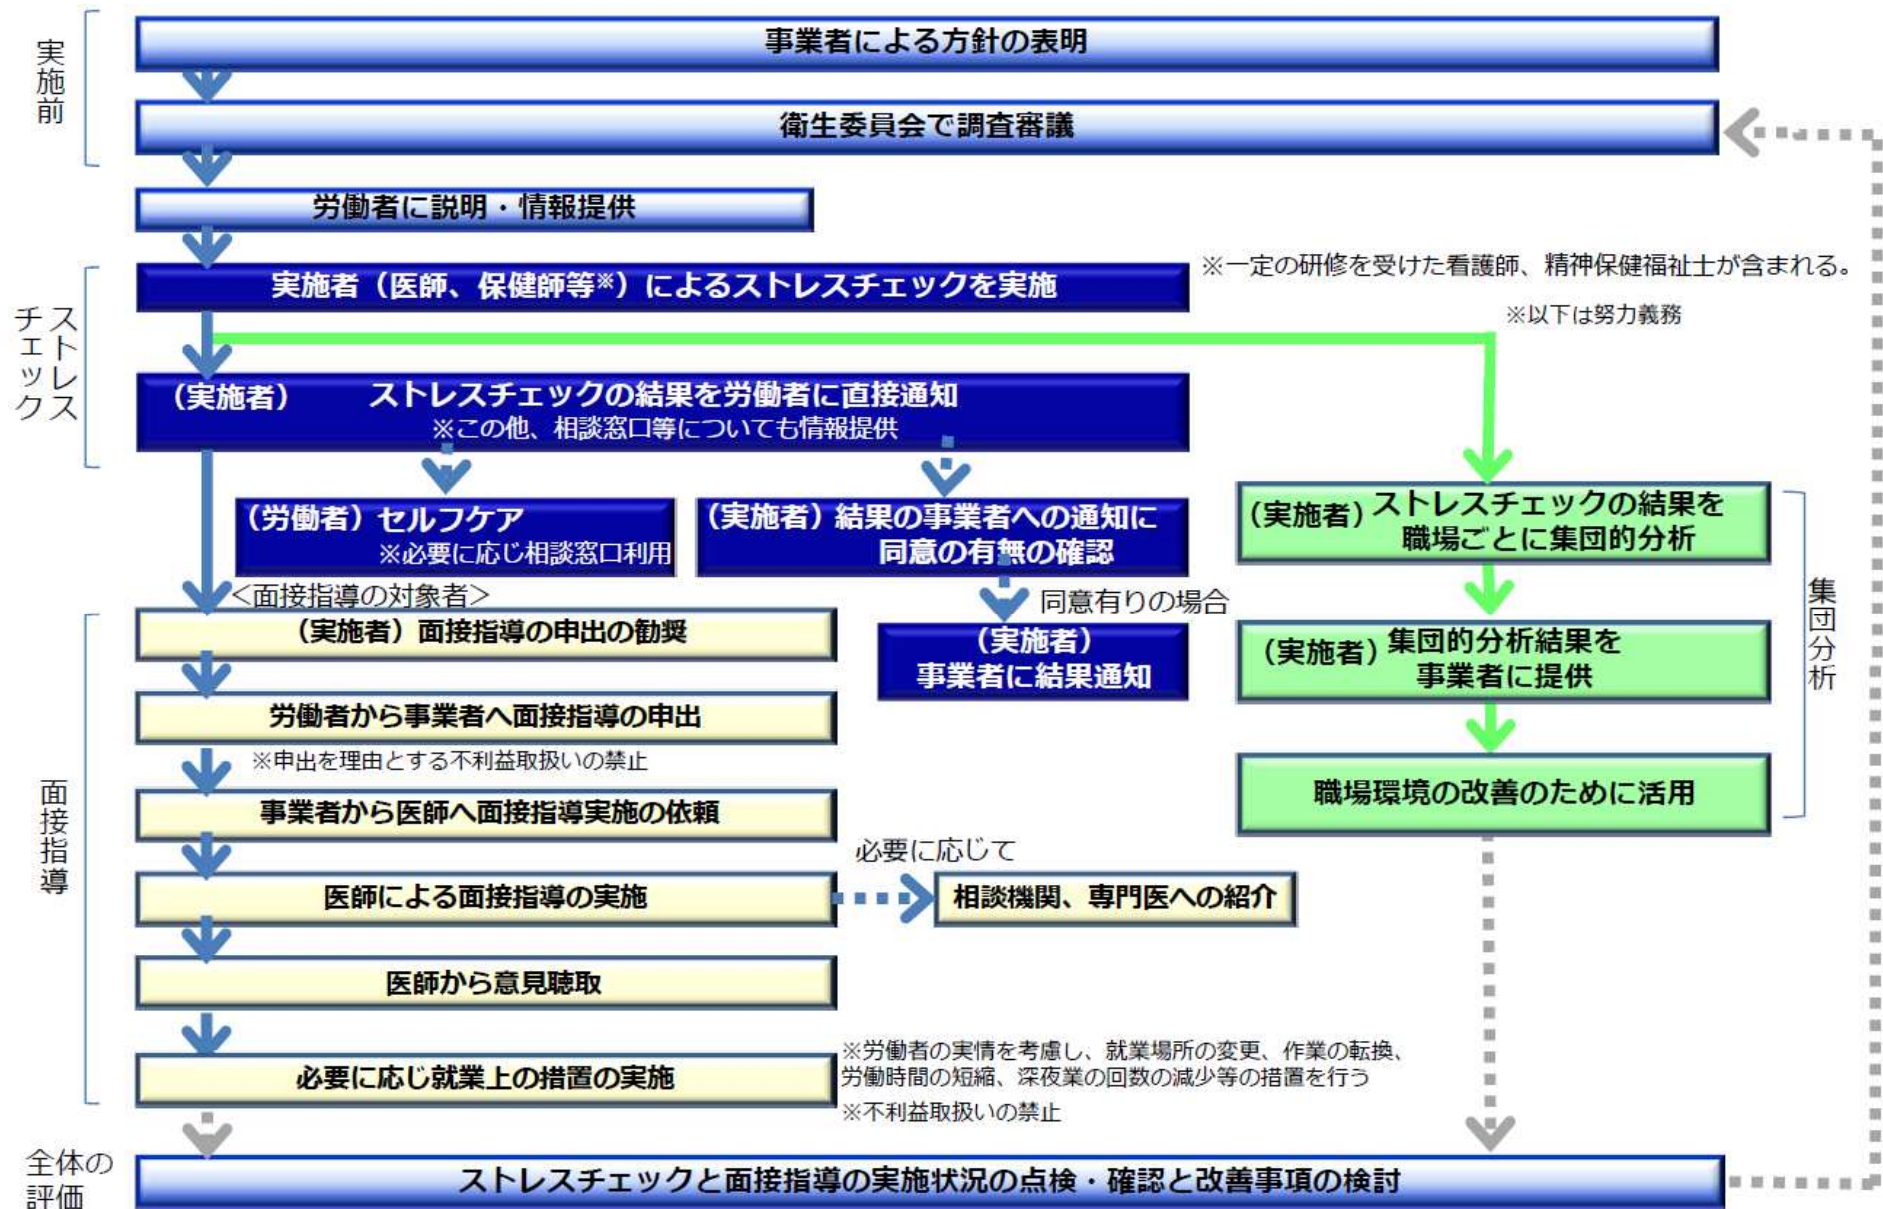 実施前
事業者による方針の表明
衛生委員会で調査審議
労働者に説明・情報提供
ストレス
チェック
実施者（医師、保健師等※）によるストレスチェックを実施
※一定の研修を受けた看護師、精神保健福祉士が含まれる。
※以下は努力義務
（実施者） ストレスチェックの結果を労働者に直接通知
※この他、相談窓口等についても情報提供
（労働者）セルフケア
※必要に応じ相談窓口利用
（実施者）結果の事業者への通知に
同意の有無の確認
同意有りの場合
（実施者）
事業者に結果通知
集団分析
（実施者）ストレスチェックの結果を
職場ごとに集団的分析
（実施者）集団的分析結果を
事業者に提供
職場環境の改善のために活用
面接指導
＜面接指導の対象者＞
（実施者）面接指導の申出の勧奨
労働者から事業者へ面接指導の申出
※申出を理由とする不利益取扱いの禁止
事業者から医師へ面接指導実施の依頼
医師による面接指導の実施
必要に応じて
相談機関、専門医への紹介
医師から意見聴取
必要に応じ就業上の措置の実施
※労働者の実情を考慮し、就業場所の変更、作業の転換、
労働時間の短縮、深夜業の回数の減少等の措置を行う
※不利益取扱いの禁止
全体の
評価
ストレスチェックと面接指導の実施状況の点検・確認と改善事項の検討